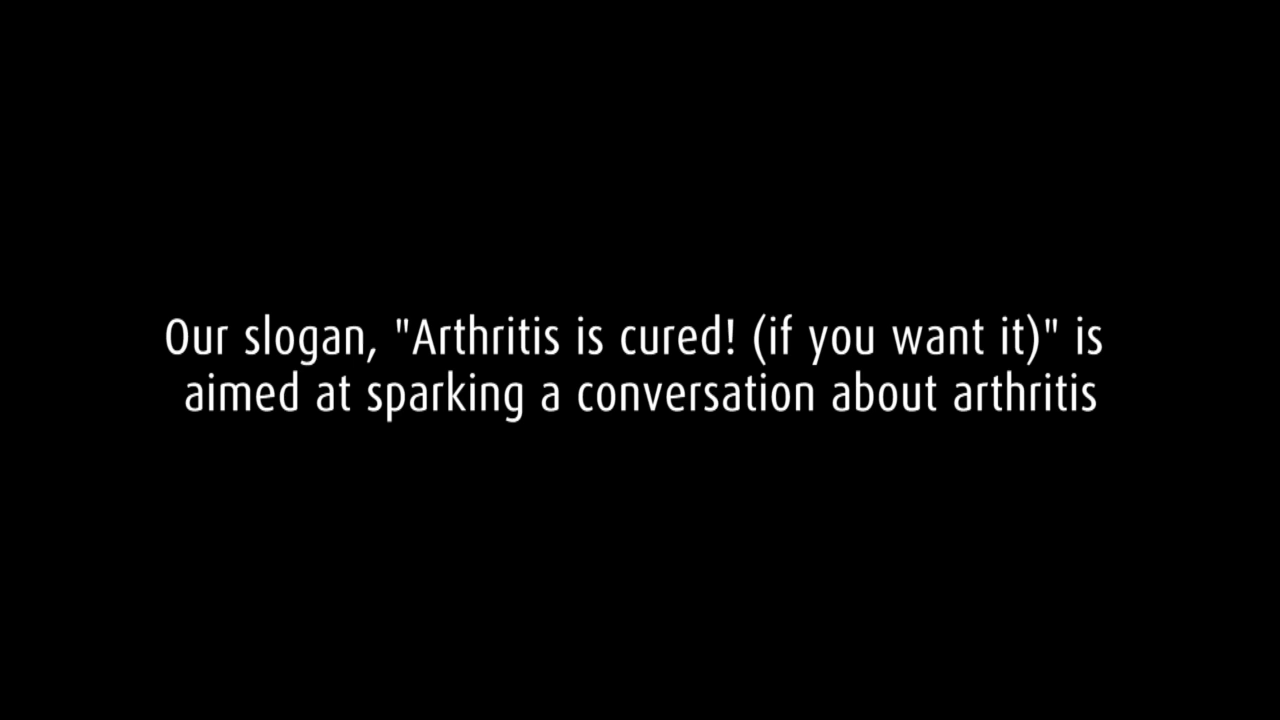 Our slogan, "Arthritis is cured! (if you want it)" is
aimed at sparking a conversation about arthritis